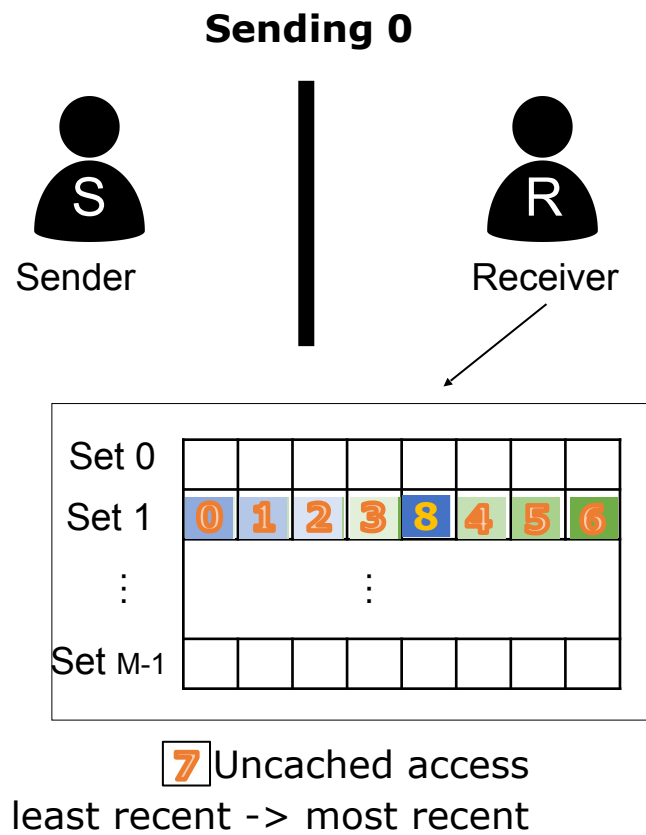 Sending 0
S
R
Sender
Receiver
Set 0
Set 1 0 1 2 3 8 4 5 6
⋮ ⋮
Set M-1
7 Uncached access
least recent -> most recent